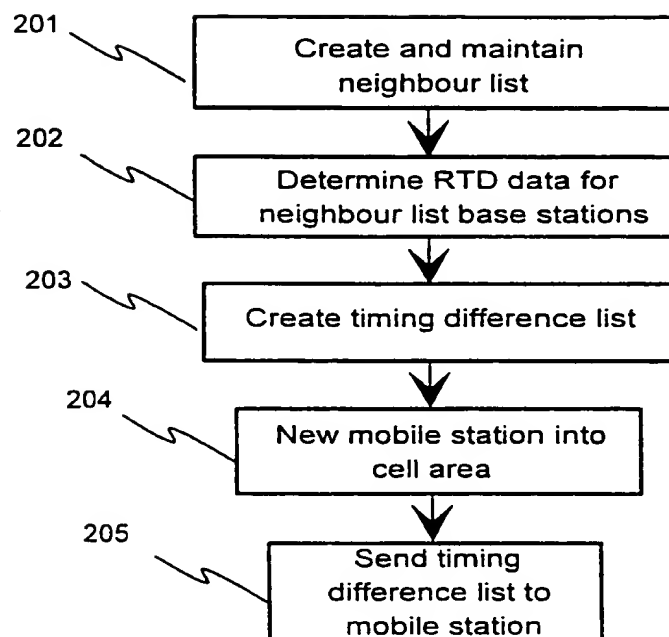 201
Create and maintain
neighbour list
202
Determine RTD data for
neighbour list base stations
203
Create timing difference list
204
New mobile station into
cell area
205
Send timing
difference list to
mobile station